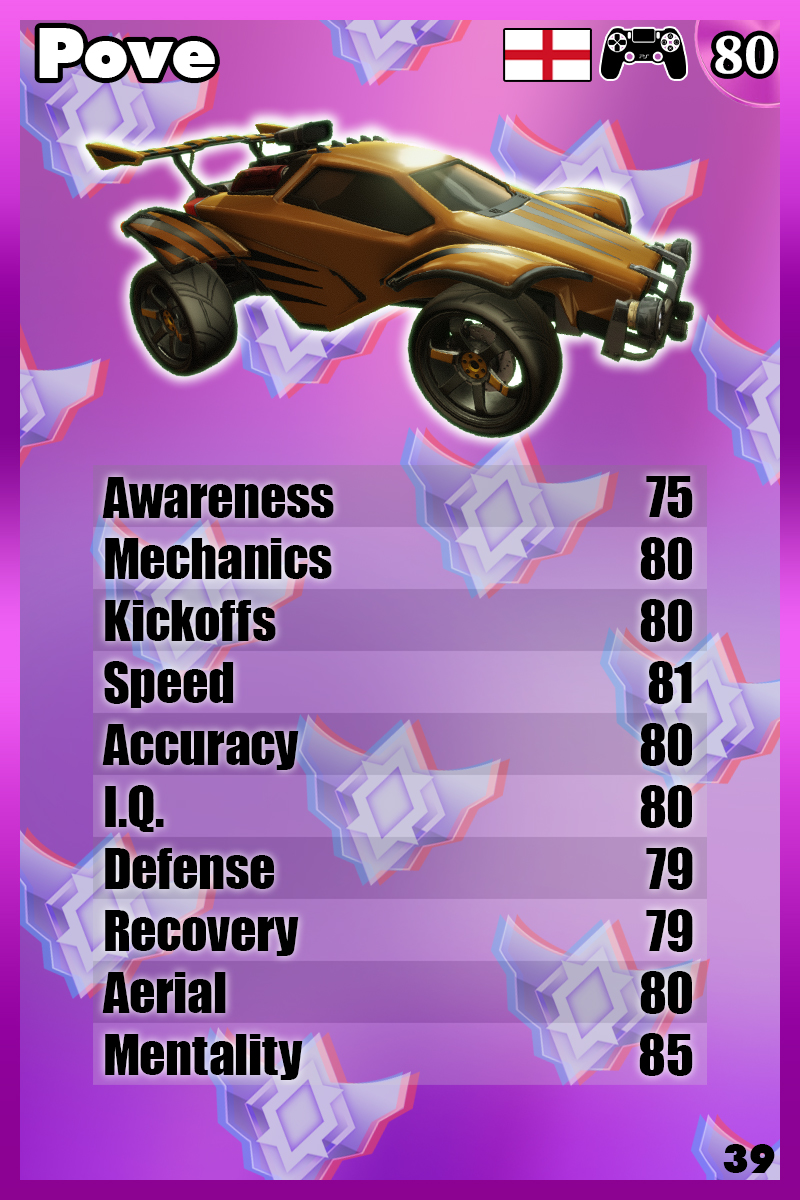 Pove 80
Awareness 75
Mechanics 80
Kickoffs 80
Speed 81
Accuracy 80
I.Q. 80
Defense 79
Recovery 79
Aerial 80
Mentality 85
39